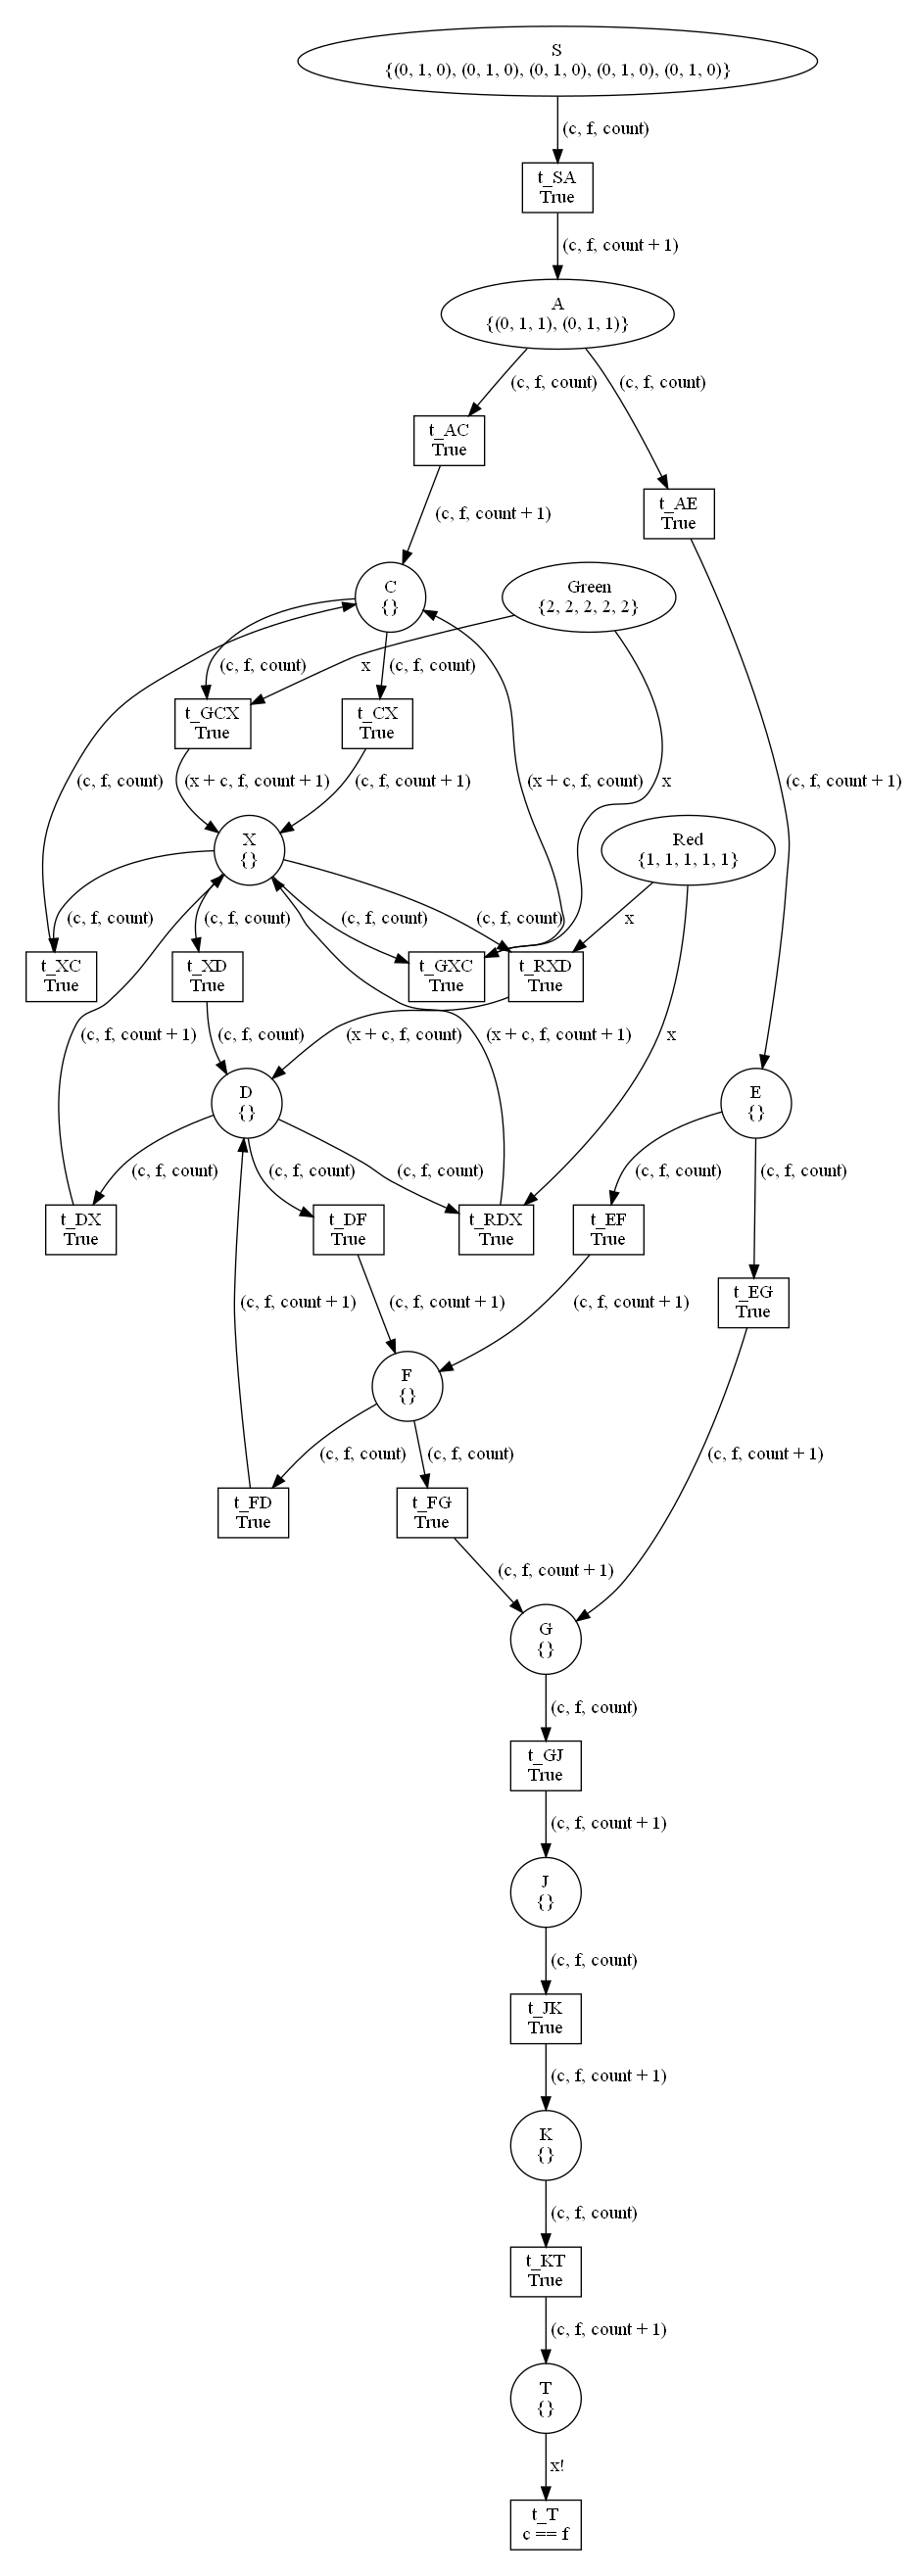 S
{(0, 1, 0), (0, 1, 0), (0, 1, 0), (0, 1, 0), (0, 1, 0)}
(c, f, count)
t_SA
True
(c, f, count + 1)
A
{(0, 1, 1), (0, 1, 1)}
(c, f, count)
(c, f, count)
t_AC
True
t_AE
True
(c, f, count + 1)
C
{}
Green
{2, 2, 2, 2, 2}
(c, f, count)
x
(c, f, count)
t_GCX
True
t_CX
True
(c, f, count)
(x + c, f, count + 1)
(c, f, count + 1)
(x + c, f, count)
x
(c, f, count + 1)
X
{}
Red
{1, 1, 1, 1, 1}
(c, f, count)
(c, f, count)
(c, f, count)
(c, f, count)
x
t_XC
True
t_XD
True
t_GXC
True
t_RXD
True
(c, f, count + 1)
(c, f, count)
(x + c, f, count)
(x + c, f, count + 1)
x
D
{}
E
{}
(c, f, count)
(c, f, count)
(c, f, count)
(c, f, count)
(c, f, count)
t_DX
True
t_DF
True
t_RDX
True
t_EF
True
t_EG
True
(c, f, count + 1)
(c, f, count + 1)
(c, f, count + 1)
F
{}
(c, f, count)
(c, f, count)
(c, f, count + 1)
t_FD
True
t_FG
True
(c, f, count + 1)
G
{}
(c, f, count)
t_GJ
True
(c, f, count + 1)
J
{}
(c, f, count)
t_JK
True
(c, f, count + 1)
K
{}
(c, f, count)
t_KT
True
(c, f, count + 1)
T
{}
x!
t_T
c == f